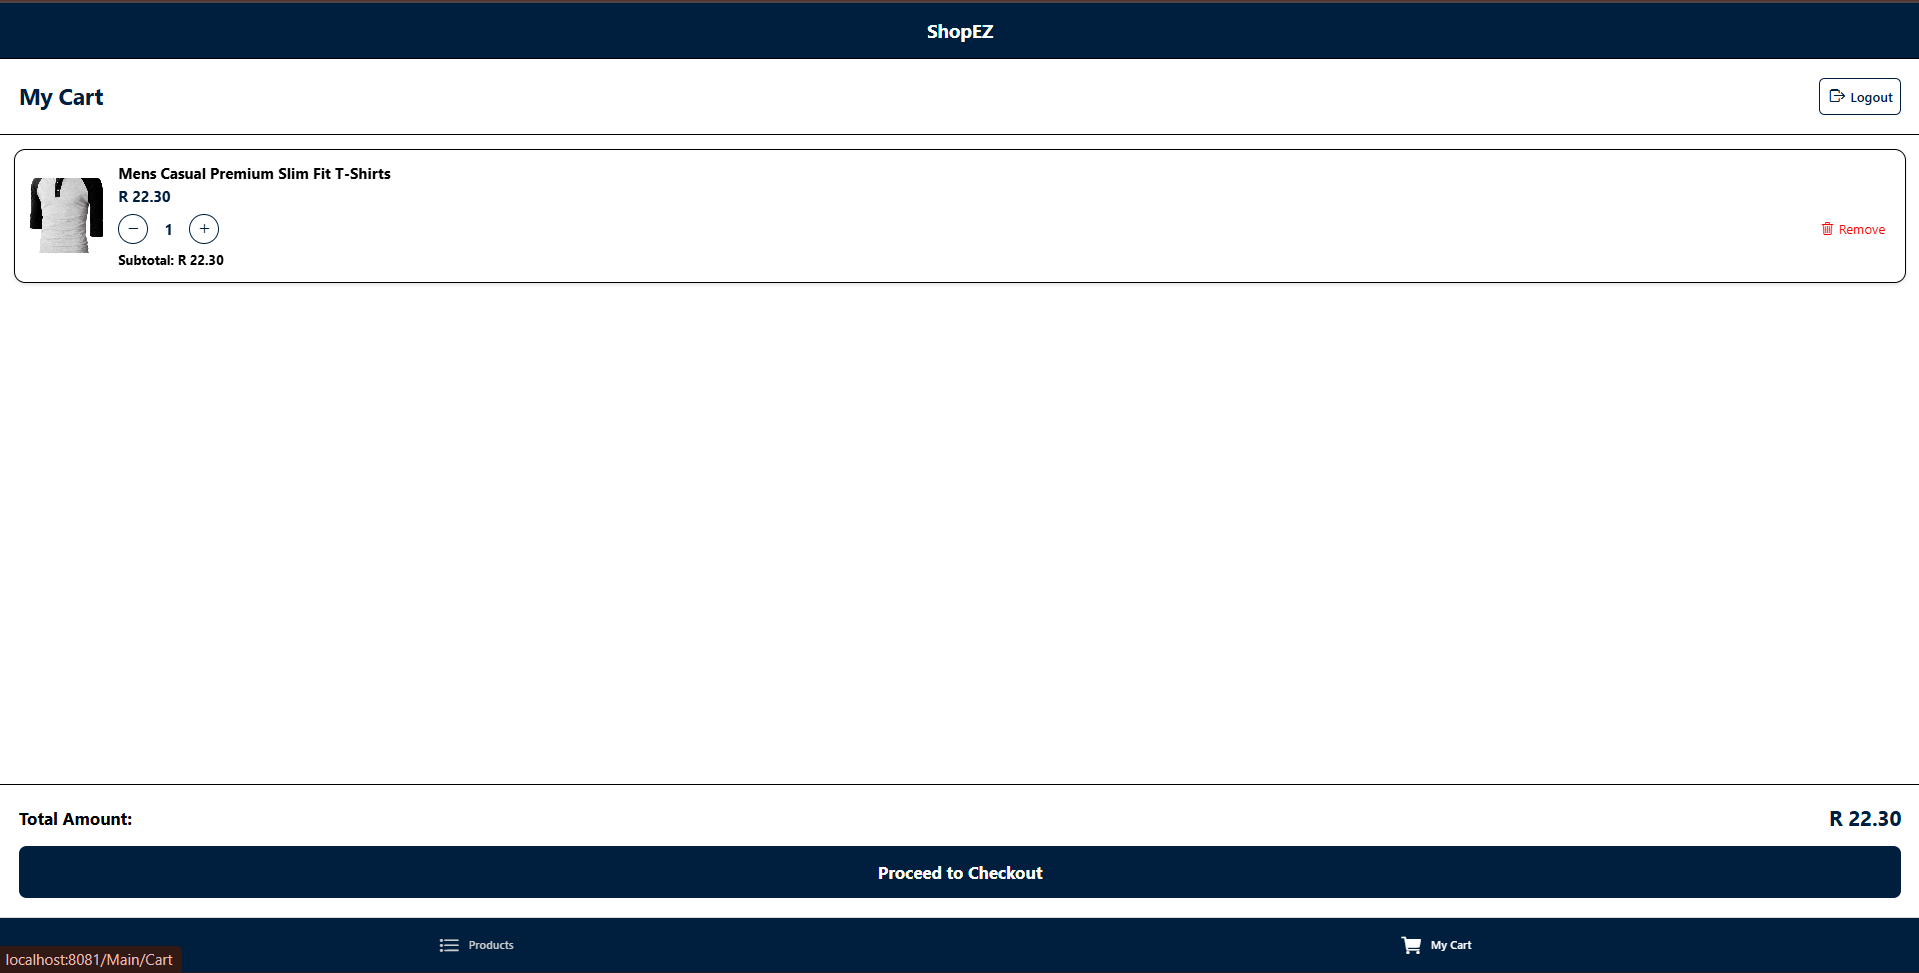 ShopEZ
My Cart
Logout
Mens Casual Premium Slim Fit T-Shirts
R 22.30
− 1 +
Remove
Subtotal: R 22.30
Total Amount:
R 22.30
Proceed to Checkout
Products
My Cart
localhost:8081/Main/Cart